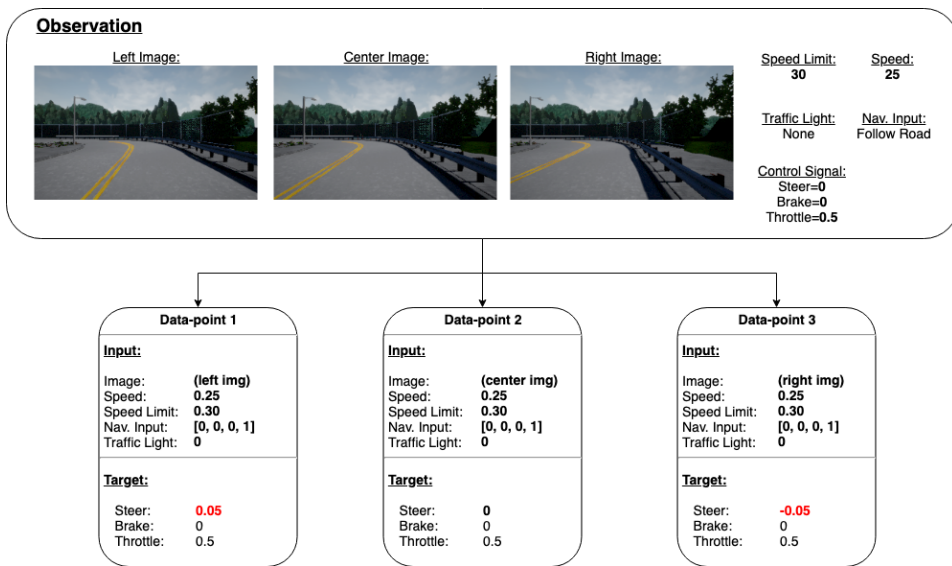 Observation
Left Image: Center Image: Right Image:
Speed Limit: Speed:
30 25
Traffic Light: Nav. Input:
None Follow Road
Control Signal:
Steer=0
Brake=0
Throttle=0.5
Data-point 1
Input:
Image: (left img)
Speed: 0.25
Speed Limit: 0.30
Nav. Input: [0, 0, 0, 1]
Traffic Light: 0
Target:
Steer: 0.05
Brake: 0
Throttle: 0.5
Data-point 2
Input:
Image: (center img)
Speed: 0.25
Speed Limit: 0.30
Nav. Input: [0, 0, 0, 1]
Traffic Light: 0
Target:
Steer: 0
Brake: 0
Throttle: 0.5
Data-point 3
Input:
Image: (right img)
Speed: 0.25
Speed Limit: 0.30
Nav. Input: [0, 0, 0, 1]
Traffic Light: 0
Target:
Steer: -0.05
Brake: 0
Throttle: 0.5